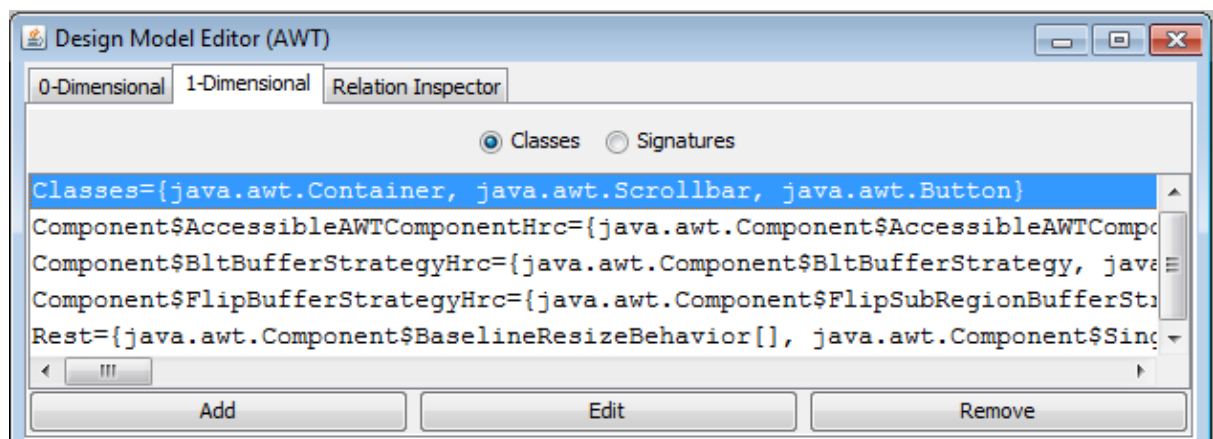 Design Model Editor (AWT)
0-Dimensional 1-Dimensional Relation Inspector
Classes Signatures
Classes={java.awt.Container, java.awt.Scrollbar, java.awt.Button}
Component$AccessibleAWTComponentHrc={java.awt.Component$AccessibleAWTCompo
Component$BltBufferStrategyHrc={java.awt.Component$BltBufferStrategy, java
Component$FlipBufferStrategyHrc={java.awt.Component$FlipSubRegionBufferStr
Rest={java.awt.Component$BaselineResizeBehavior[], java.awt.Component$Sing
Add Edit Remove